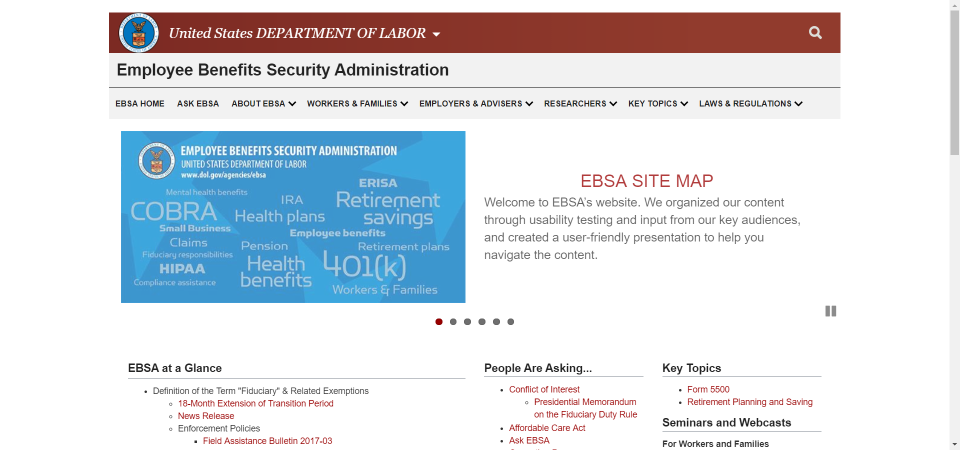 United States DEPARTMENT OF LABOR
Employee Benefits Security Administration
EBSA HOME ASK EBSA ABOUT EBSA WORKERS & FAMILIES EMPLOYERS & ADVISERS RESEARCHERS KEY TOPICS LAWS & REGULATIONS
EMPLOYEE BENEFITS SECURITY ADMINISTRATION
UNITED STATES DEPARTMENT OF LABOR
www.dol.gov/agencies/ebsa
ERISA
Mental health benefits
IRA
Retirement
savings
COBRA
Health plans
Small Business
Employee benefits
Claims
Pension
Retirement plans
Fiduciary responsibilities
HIPAA
Health
benefits
401(k)
Compliance assistance
Workers & Families
EBSA SITE MAP
Welcome to EBSA's website. We organized our content
through usability testing and input from our key audiences,
and created a user-friendly presentation to help you
navigate the content.
EBSA at a Glance
Definition of the Term "Fiduciary" & Related Exemptions
18-Month Extension of Transition Period
News Release
Enforcement Policies
Field Assistance Bulletin 2017-03
People Are Asking...
Conflict of Interest
Presidential Memorandum
on the Fiduciary Duty Rule
Affordable Care Act
Ask EBSA
Key Topics
Form 5500
Retirement Planning and Saving
Seminars and Webcasts
For Workers and Families